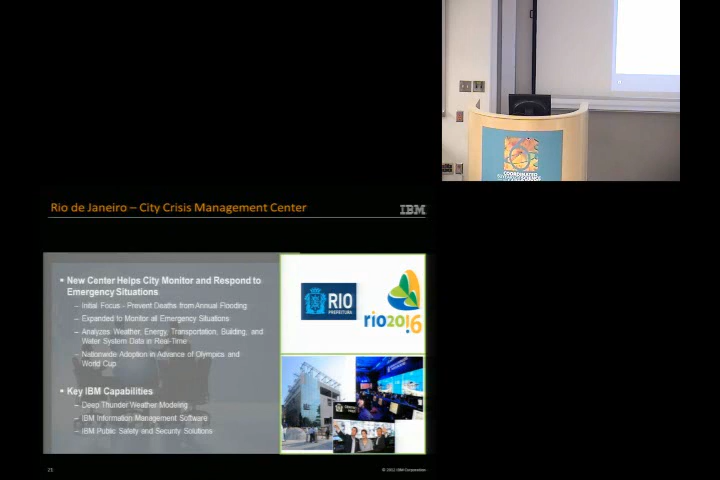 COORDINATED
Rio de Janeiro – City Crisis Management Center
IBM
• New Center Helps City Monitor and Respond to
Emergency Situations
– Initial Focus - Prevent Deaths from Annual Flooding
– Expanded to Monitor all Emergency Situations
– Analyzes Weather, Energy, Transportation, Building, and
Water System Data in Real-Time
– Nationwide Adoption in Advance of Olympics and
World Cup
• Key IBM Capabilities
– Deep Thunder Weather Modeling
– IBM Information Management Software
– IBM Public Safety and Security Solutions
RIO
PREFEITURA
rio2016
21
© 2012 IBM Corporation